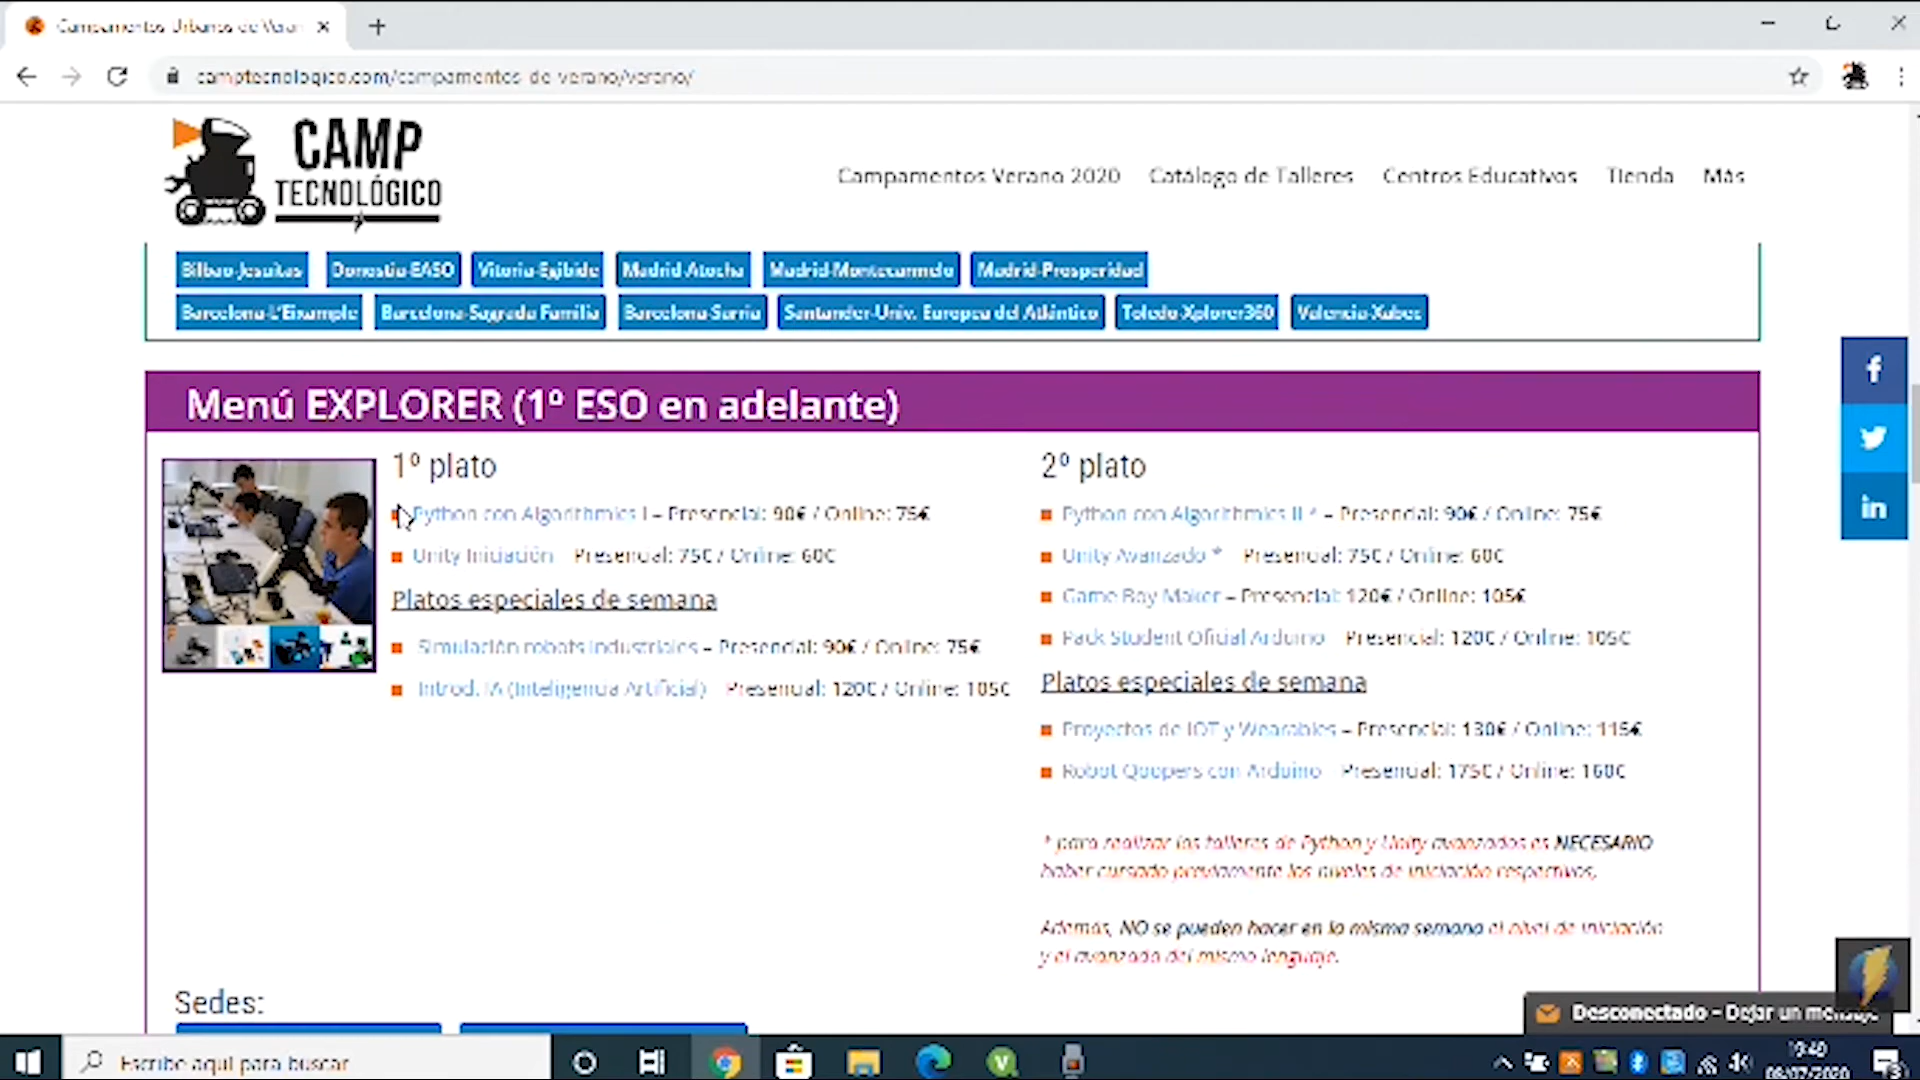 Campamentos Urbanos de Veran
camptecnologico.com/campamentos-de-verano/verano/
CAMP
TECNOLÓGICO
Campamentos Verano 2020 Catálogo de Talleres Centros Educativos Tienda Más
Bilbao-Jesuitas Donostia-EASO Vitoria-Egibide Madrid-Atocha Madrid-Montecarmelo Madrid-Prosperidad
Barcelona-L'Eixample Barcelona-Sagrada Familia Barcelona-Sarria Santander-Univ. Europea del Atlántico Toledo-Xplorer360 Valencia-Xabec
Menú EXPLORER (1º ESO en adelante)
1º plato
Python con Algorithmics I – Presencial: 90€ / Online: 75€
Unity Iniciación – Presencial: 75€ / Online: 60€
Platos especiales de semana
Simulación robots industriales – Presencial: 90€ / Online: 75€
Introd. IA (Inteligencia Artificial) – Presencial: 120€ / Online: 105€
2º plato
Python con Algorithmics II * – Presencial: 90€ / Online: 75€
Unity Avanzado * – Presencial: 75€ / Online: 60€
Game Boy Maker – Presencial: 120€ / Online: 105€
Pack Student Oficial Arduino – Presencial: 120€ / Online: 105€
Platos especiales de semana
Proyectos de IOT y Wearables – Presencial: 130€ / Online: 115€
Robot Qoopers con Arduino – Presencial: 175€ / Online: 160€
* para realizar los talleres de Python y Unity avanzados es NECESARIO
haber cursado previamente los niveles de iniciación respectivos.
Además, NO se pueden hacer en la misma semana el nivel de iniciación
y el avanzado del mismo lenguaje.
Sedes:
Desconectado – Dejar un mensaje
Escribe aquí para buscar
19:40
08/07/2020